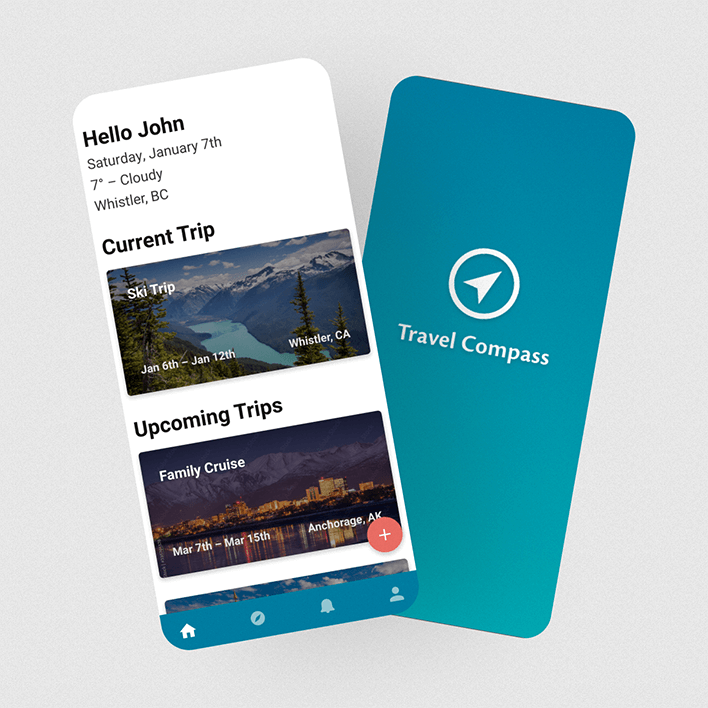 Hello John
Saturday, January 7th
7° – Cloudy
Whistler, BC
Current Trip
Ski Trip
Jan 6th – Jan 12th
Whistler, CA
Upcoming Trips
Family Cruise
Mar 7th – Mar 15th
Anchorage, AK
+
Travel Compass